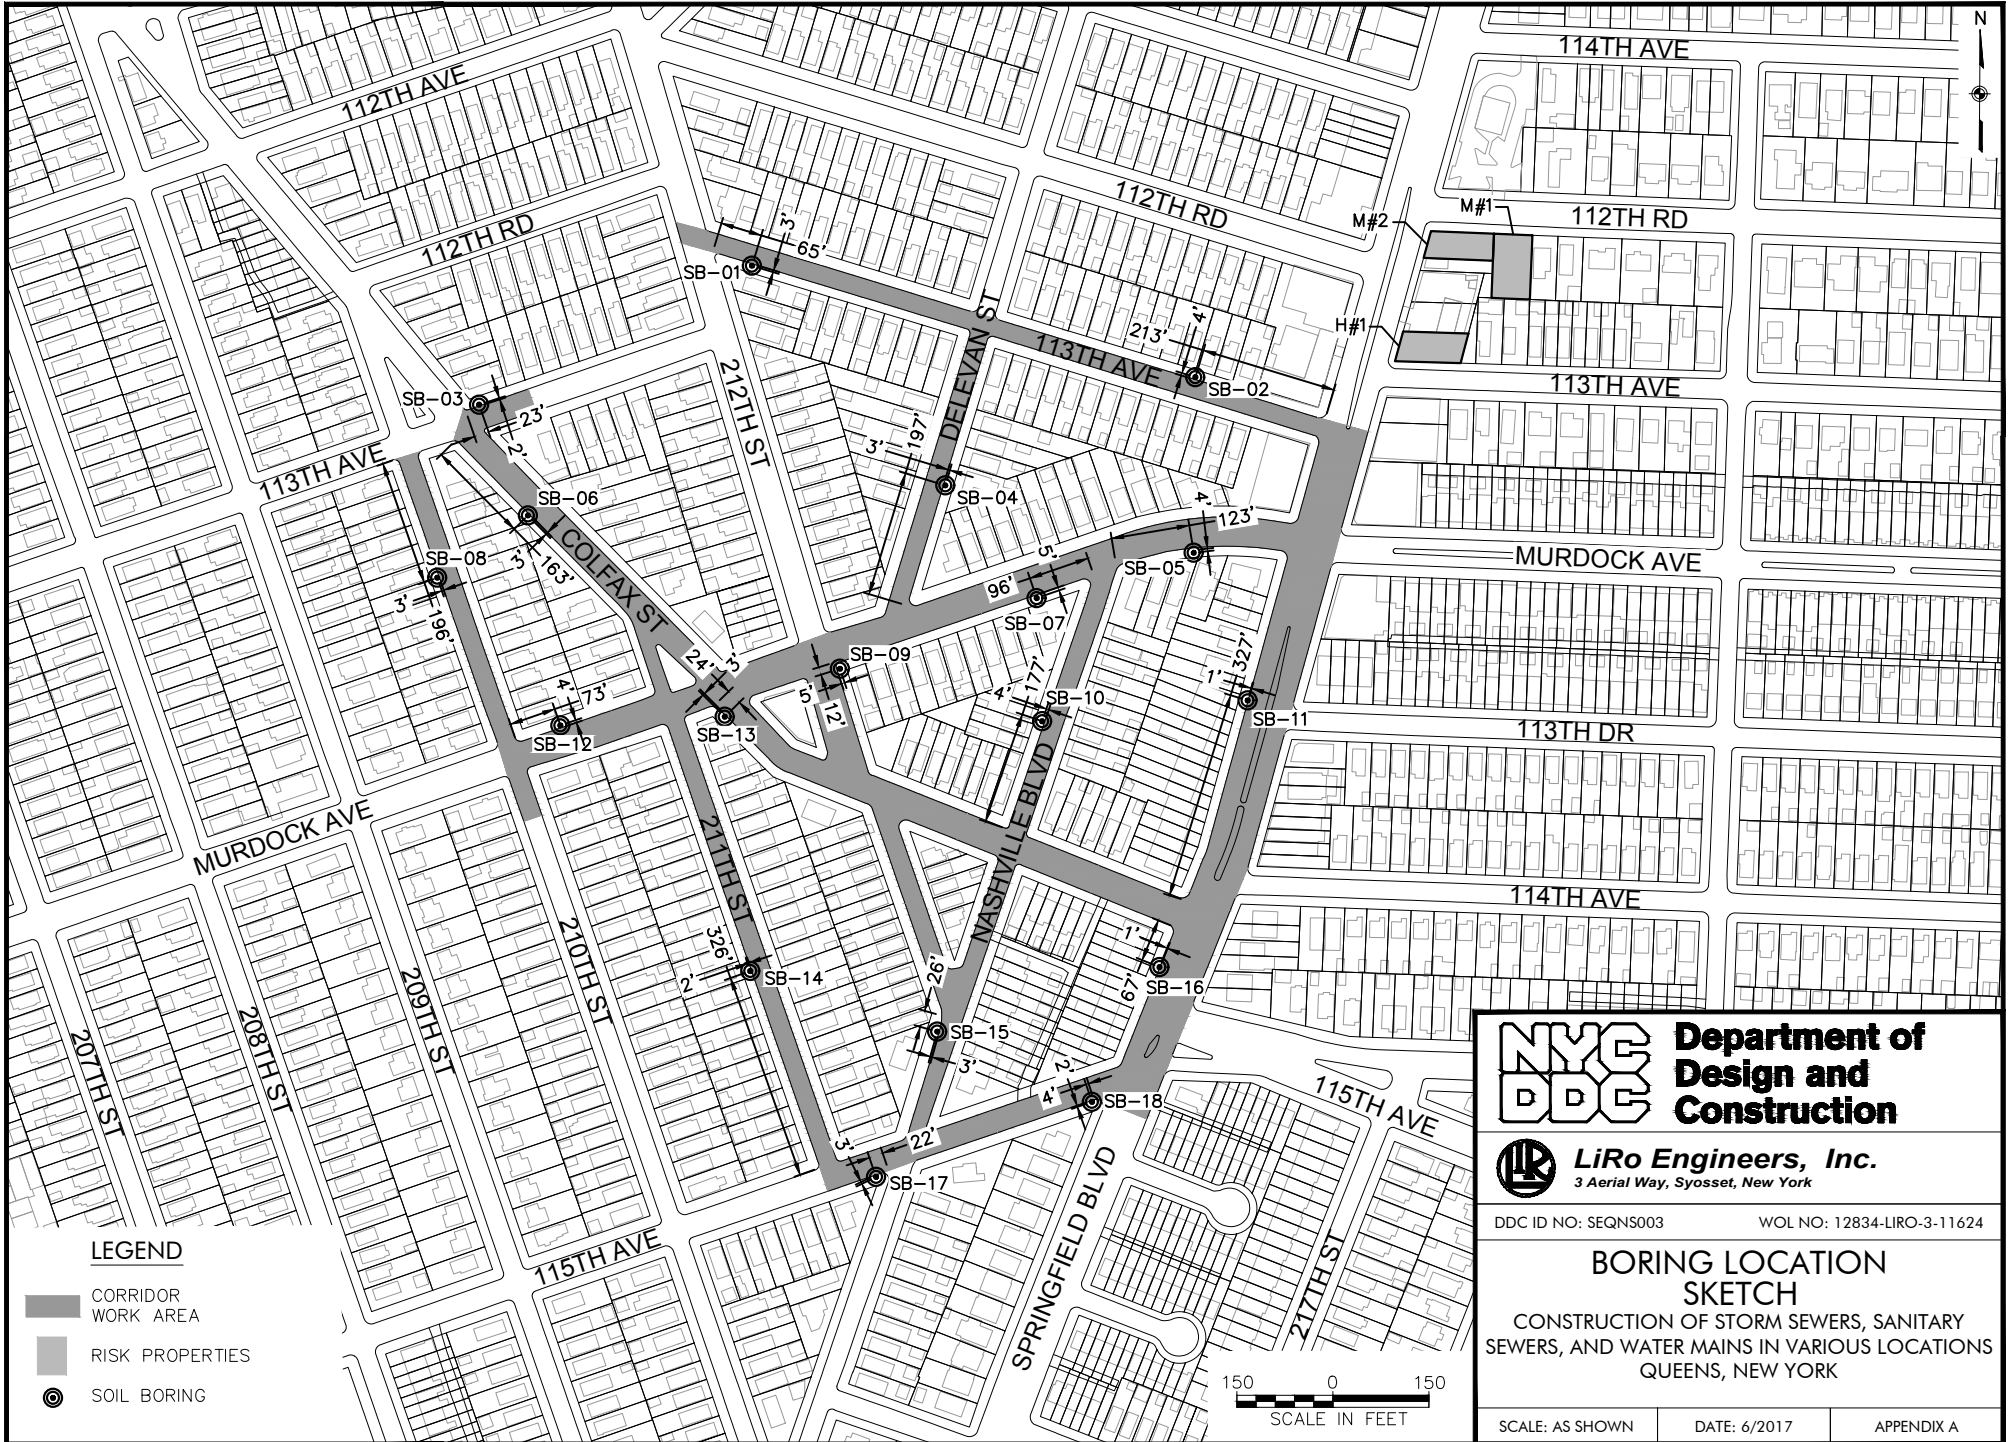 114TH AVE
N
112TH AVE
112TH RD
M#2
M#1
112TH RD
112TH RD
3'
65'
SB-01
H#1
DELEVAN ST
213'
4'
113TH AVE
SB-02
113TH AVE
212TH ST
SB-03
23'
2'
113TH AVE
197'
3'
SB-04
SB-06
4'
123'
COLFAX ST
3'
163'
SB-08
3'
196'
5'
96'
SB-05
SB-07
MURDOCK AVE
24'
3'
SB-09
5'
12'
177'
4'
SB-10
327'
1'
SB-11
4'
73'
SB-12
SB-13
113TH DR
MURDOCK AVE
211TH ST
NASHVILLE BLVD
114TH AVE
210TH ST
326'
2'
SB-14
26'
1'
67'
SB-16
209TH ST
208TH ST
207TH ST
SB-15
3'
2'
4'
SB-18
115TH AVE
3'
22'
SB-17
115TH AVE
SPRINGFIELD BLVD
217TH ST
LEGEND
CORRIDOR
WORK AREA
RISK PROPERTIES
SOIL BORING
150 0 150
SCALE IN FEET
NYC
DDC
Department of
Design and
Construction
LiRo
LiRo Engineers, Inc.
3 Aerial Way, Syosset, New York
DDC ID NO: SEQNS003 WOL NO: 12834-LIRO-3-11624
BORING LOCATION
SKETCH
CONSTRUCTION OF STORM SEWERS, SANITARY
SEWERS, AND WATER MAINS IN VARIOUS LOCATIONS
QUEENS, NEW YORK
SCALE: AS SHOWN DATE: 6/2017 APPENDIX A